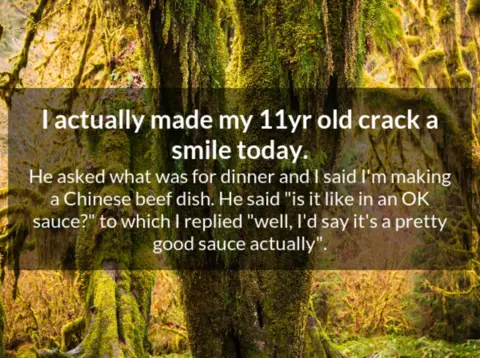 I actually made my 11yr old crack a
smile today.
He asked what was for dinner and I said I'm making
a Chinese beef dish. He said "is it like in an OK
sauce?" to which I replied "well, I'd say it's a pretty
good sauce actually".